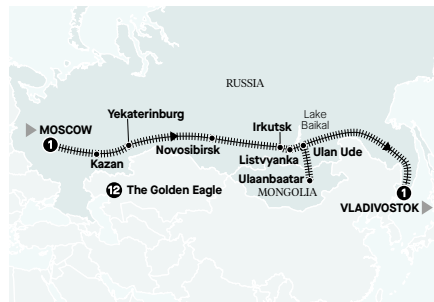 RUSSIA
Yekaterinburg
Lake
Baikal
MOSCOW
Irkutsk
1
Kazan
Novosibirsk
Listvyanka
Ulan Ude
Ulaanbaatar
12 The Golden Eagle
MONGOLIA
1
VLADIVOSTOK